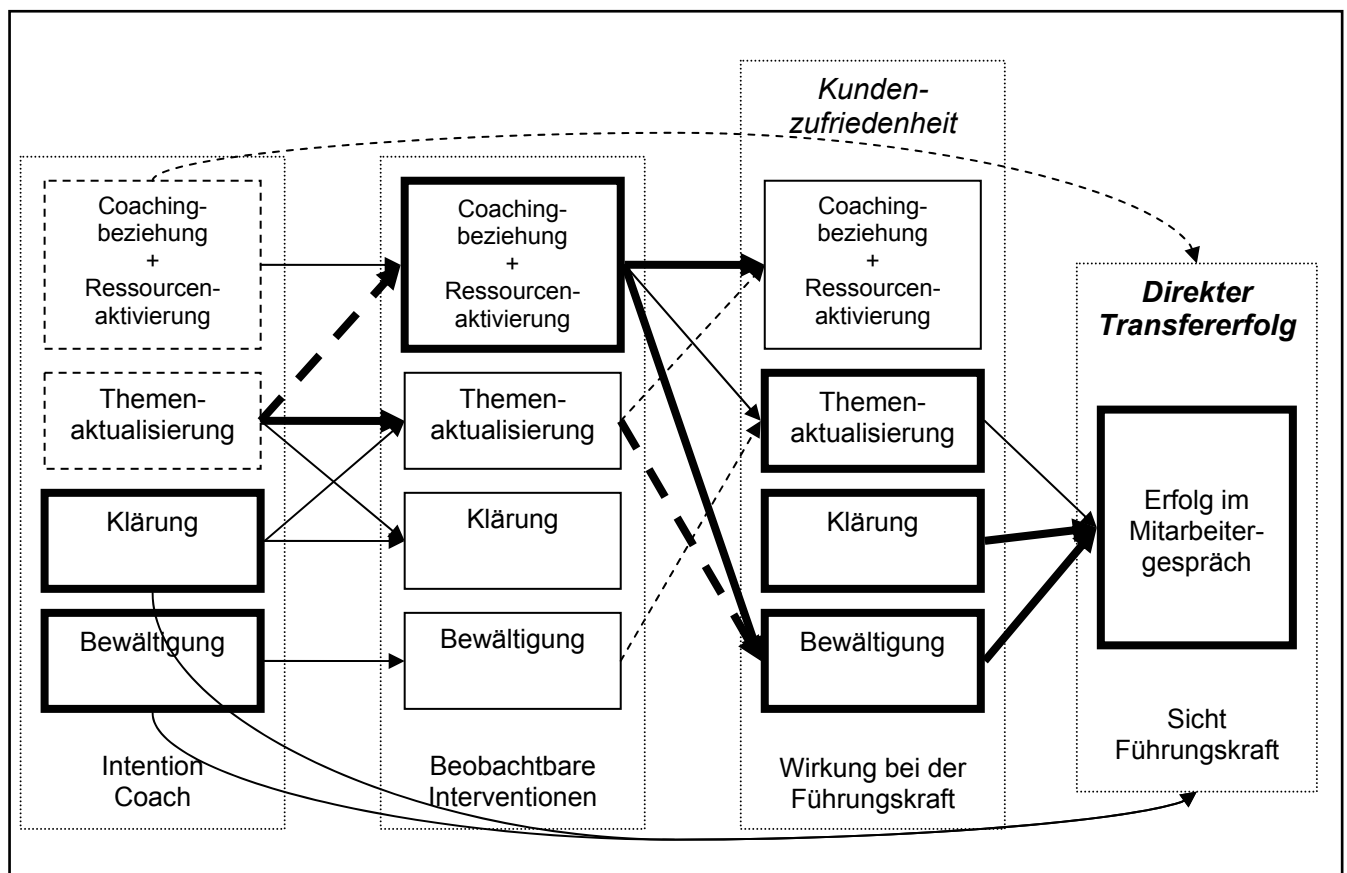 Kunden-
zufriedenheit
Coaching-
beziehung
+
Ressourcen-
aktivierung
Themen-
aktualisierung
Klärung
Bewältigung
Intention
Coach
Coaching-
beziehung
+
Ressourcen-
aktivierung
Themen-
aktualisierung
Klärung
Bewältigung
Beobachtbare
Interventionen
Coaching-
beziehung
+
Ressourcen-
aktivierung
Themen-
aktualisierung
Klärung
Bewältigung
Wirkung bei der
Führungskraft
Direkter
Transfererfolg
Erfolg im
Mitarbeiter-
gespräch
Sicht
Führungskraft